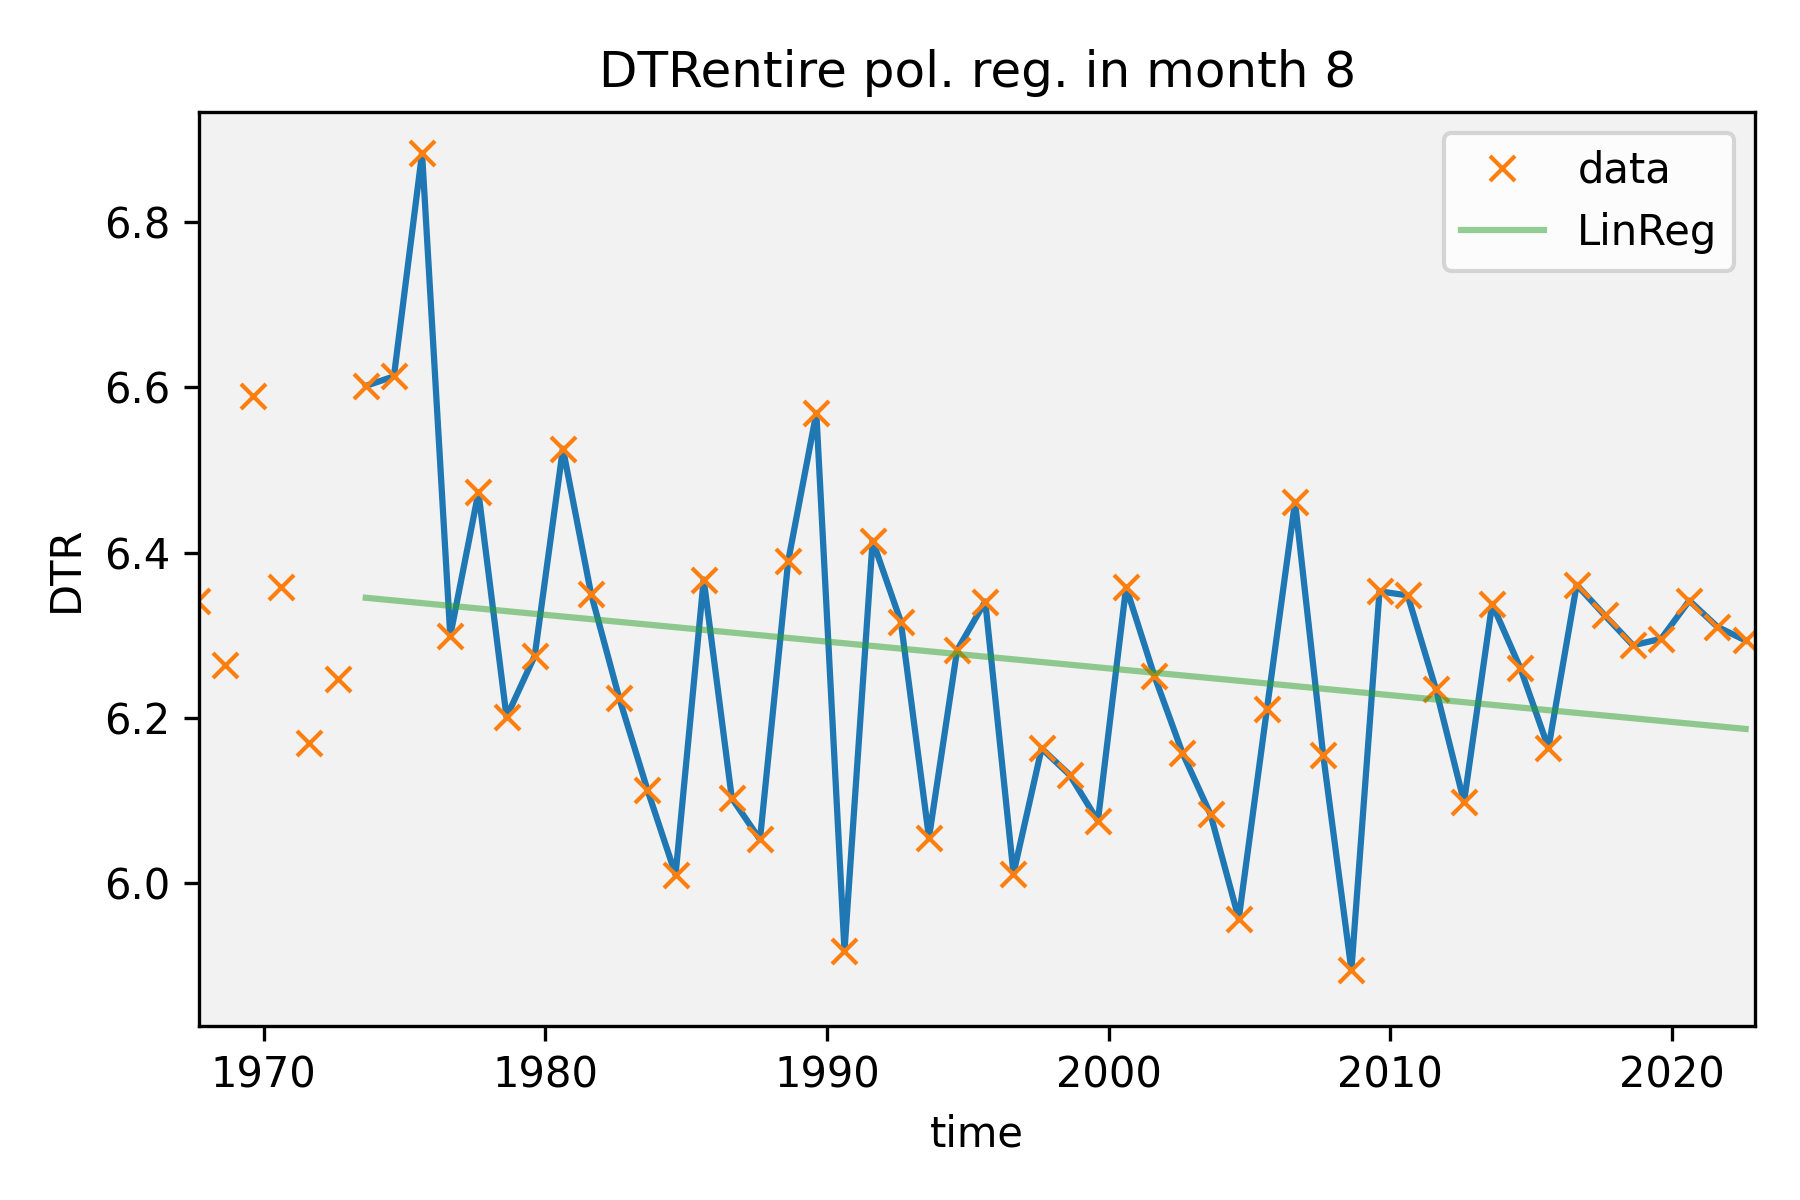 DTRentire pol. reg. in month 8
data
LinReg
6.8
6.6
6.4
6.2
6.0
DTR
1970 1980 1990 2000 2010 2020
time